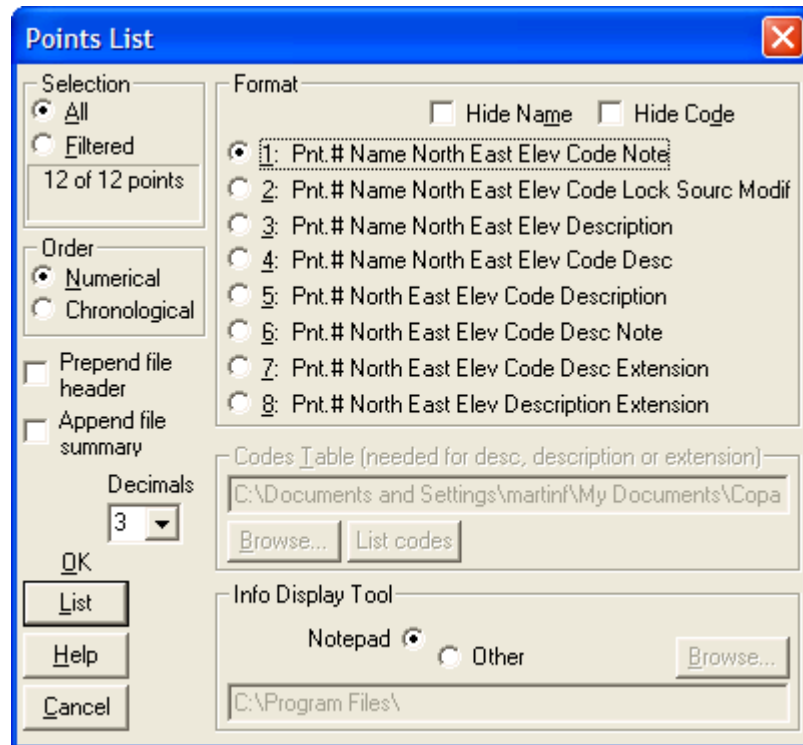 Points List
Selection
All
Filtered
12 of 12 points
Order
Numerical
Chronological
Prepend file
header
Append file
summary
Decimals
3
OK
List
Help
Cancel
Format
Hide Name Hide Code
1: Pnt.# Name North East Elev Code Note
2: Pnt.# Name North East Elev Code Lock Sourc Modif
3: Pnt.# Name North East Elev Description
4: Pnt.# Name North East Elev Code Desc
5: Pnt.# North East Elev Code Description
6: Pnt.# North East Elev Code Desc Note
7: Pnt.# North East Elev Code Desc Extension
8: Pnt.# North East Elev Description Extension
Codes Table (needed for desc, description or extension)
C:\Documents and Settings\martinf\My Documents\Copa
Browse... List codes
Info Display Tool
Notepad Other Browse...
C:\Program Files\